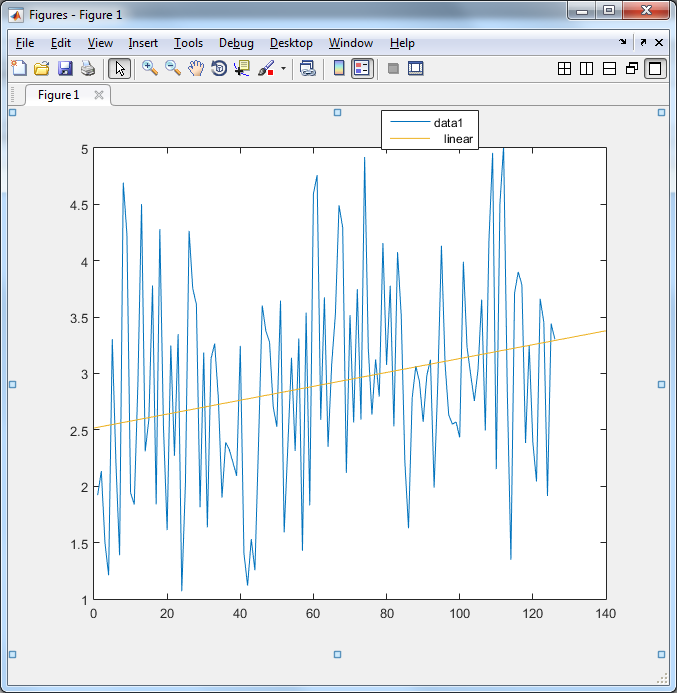 Figures - Figure 1
File Edit View Insert Tools Debug Desktop Window Help
Figure 1
data1
linear
5
4.5
4
3.5
3
2.5
2
1.5
1
0 20 40 60 80 100 120 140